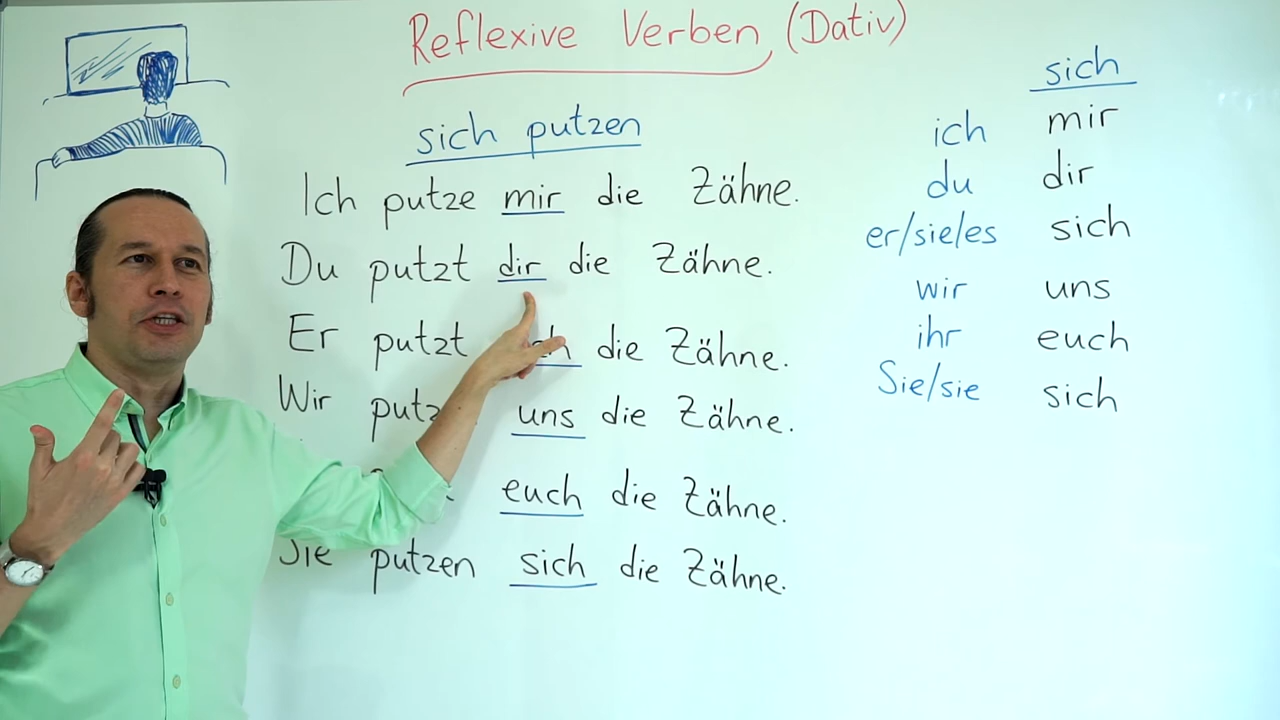 Reflexive Verben (Dativ)
sich putzen
Ich putze mir die Zähne.
Du putzt dir die Zähne.
Er putzt die Zähne.
Wir uns die Zähne.
euch die Zähne.
Sie putzen sich die Zähne.
sich
ich mir
du dir
er/sie/es sich
wir uns
ihr euch
Sie/sie sich